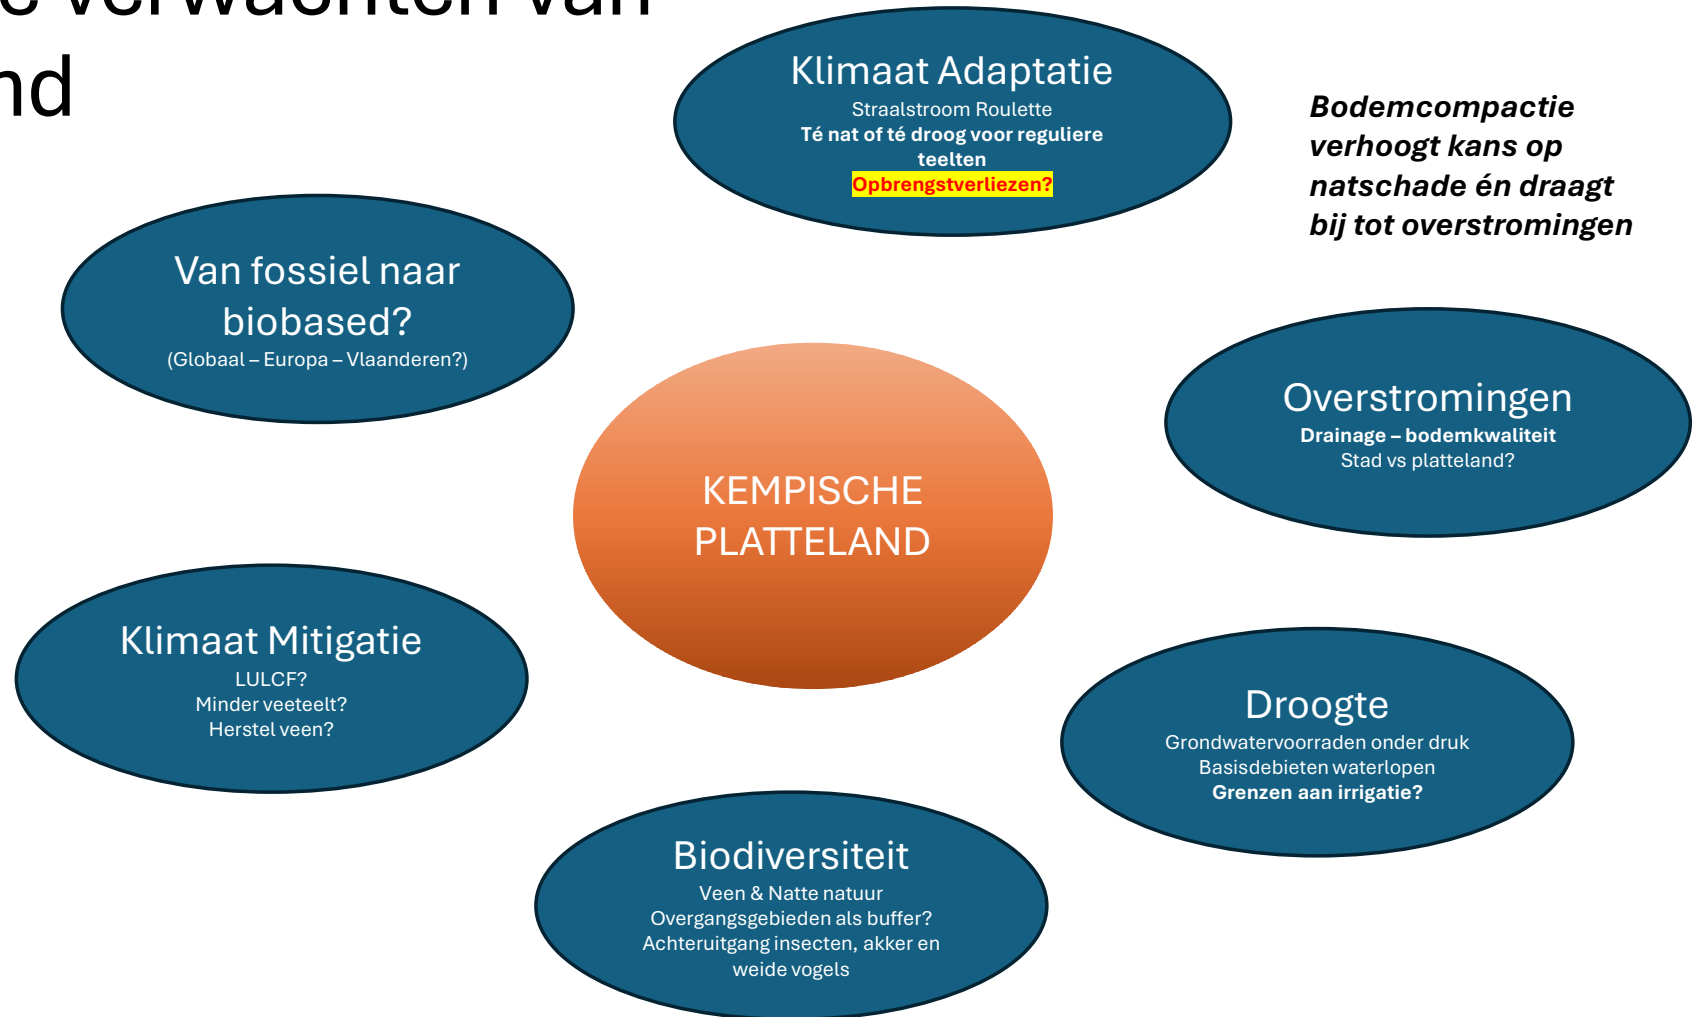 e verwachten van
nd
Klimaat Adaptatie
Straalstroom Roulette
Té nat of té droog voor reguliere
teelten
Opbrengstverliezen?
Bodemcompactie
verhoogt kans op
natschade én draagt
bij tot overstromingen
Van fossiel naar
biobased?
(Globaal – Europa – Vlaanderen?)
Overstromingen
Drainage – bodemkwaliteit
Stad vs platteland?
KEMPISCHE
PLATTELAND
Klimaat Mitigatie
LULCF?
Minder veeteelt?
Herstel veen?
Droogte
Grondwatervoorraden onder druk
Basisdebieten waterlopen
Grenzen aan irrigatie?
Biodiversiteit
Veen & Natte natuur
Overgangsgebieden als buffer?
Achteruitgang insecten, akker en
weide vogels